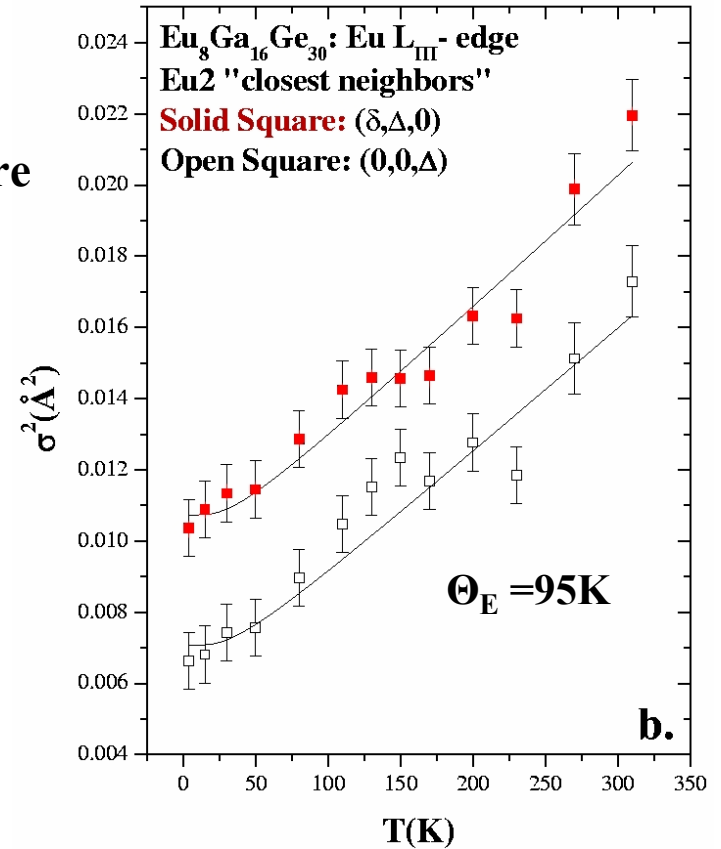 re
Eu₈Ga₁₆Ge₃₀: Eu L_III- edge
Eu2 "closest neighbors"
Solid Square: (δ,Δ,0)
Open Square: (0,0,Δ)
0.024
0.022
0.020
0.018
0.016
0.014
0.012
0.010
0.008
0.006
0.004
σ²(Å²)
Θ_E =95K
b.
0 50 100 150 200 250 300 350
T(K)